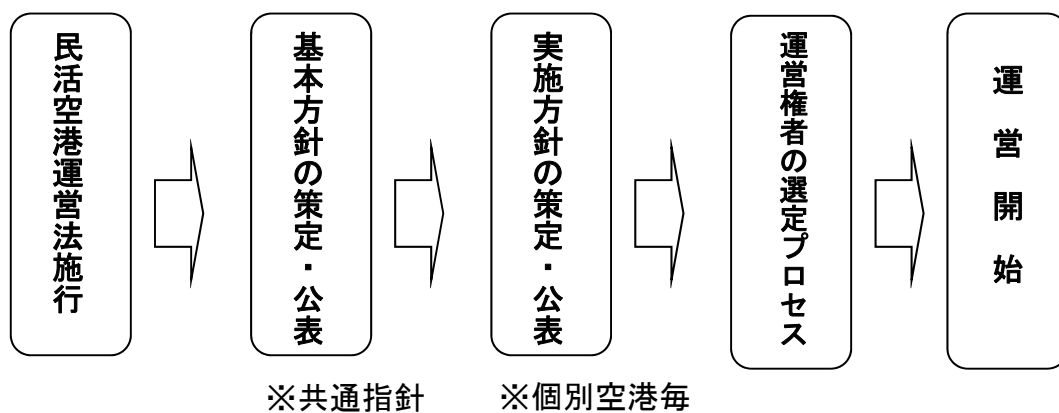 民活空港運営法施行
基本方針の策定・公表
実施方針の策定・公表
運営権者の選定プロセス
運営開始
※共通指針
※個別空港毎